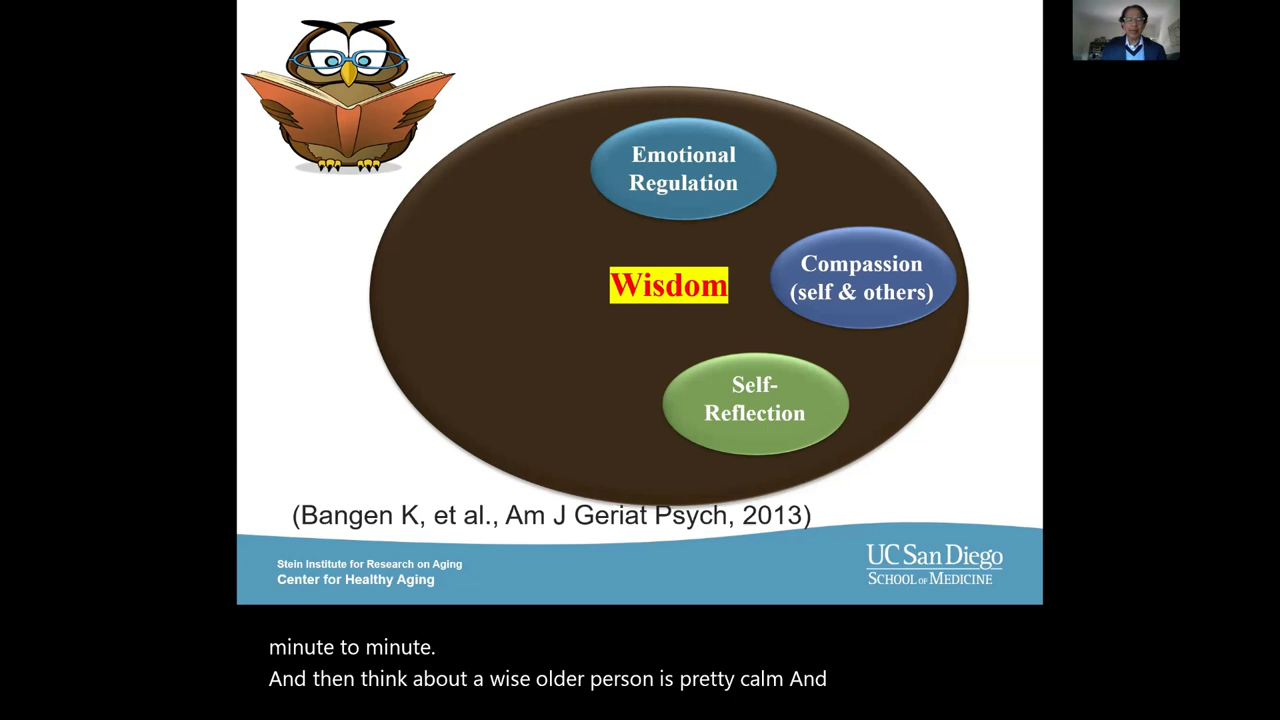 Emotional
Regulation
Compassion
(self & others)
Wisdom
Self-
Reflection
(Bangen K, et al., Am J Geriat Psych, 2013)
Stein Institute for Research on Aging
Center for Healthy Aging
UC San Diego
SCHOOL OF MEDICINE
minute to minute.
And then think about a wise older person is pretty calm And